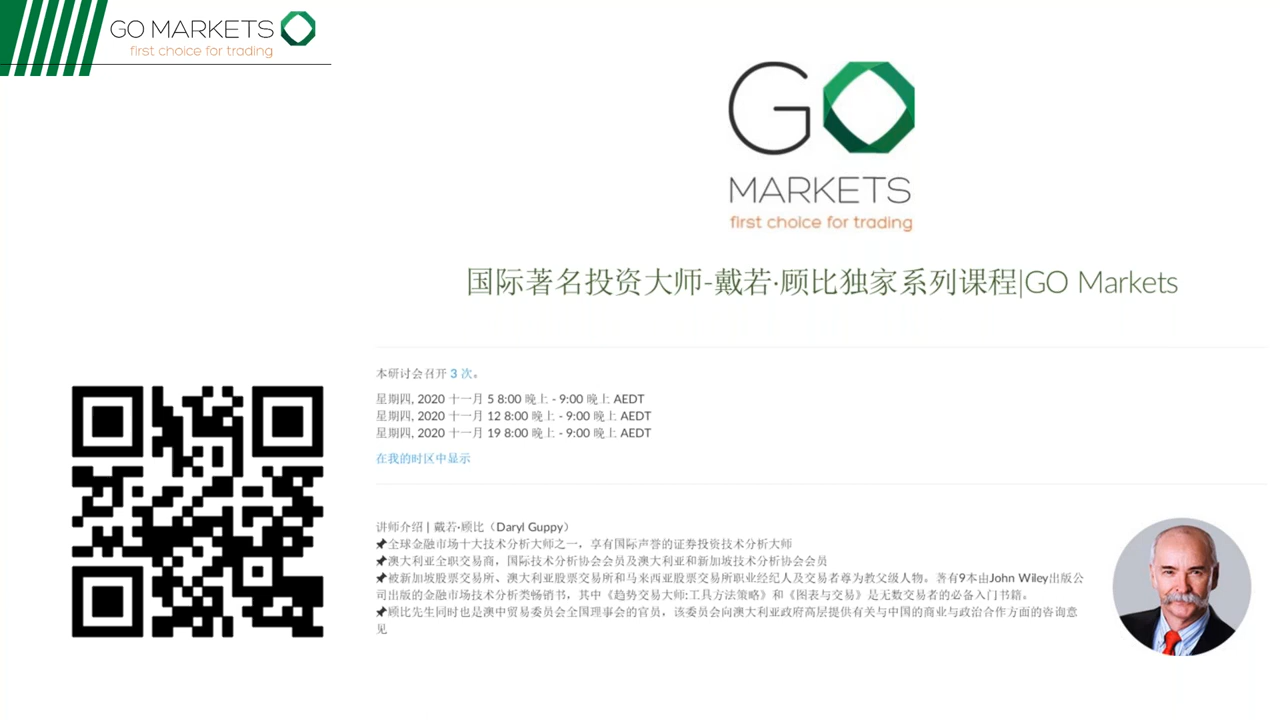 GO MARKETS
first choice for trading
GO
MARKETS
first choice for trading
国际著名投资大师-戴若·顾比独家系列课程|GO Markets
本研讨会召开 3 次。
星期四, 2020 十一月 5 8:00 晚上 - 9:00 晚上 AEDT
星期四, 2020 十一月 12 8:00 晚上 - 9:00 晚上 AEDT
星期四, 2020 十一月 19 8:00 晚上 - 9:00 晚上 AEDT
在我的时区中显示
讲师介绍 | 戴若·顾比（Daryl Guppy）
📌全球金融市场十大技术分析大师之一，享有国际声誉的证券投资技术分析大师
📌澳大利亚全职交易商，国际技术分析协会会员及澳大利亚和新加坡技术分析协会会员
📌被新加坡股票交易所、澳大利亚股票交易所和马来西亚股票交易所职业经纪人及交易者尊为教父级人物。著有9本由John Wiley出版公
司出版的金融市场技术分析类畅销书，其中《趋势交易大师:工具方法策略》和《图表与交易》是无数交易者的必备入门书籍。
📌顾比先生同时也是澳中贸易委员会全国理事会的官员，该委员会向澳大利亚政府高层提供有关与中国的商业与政治合作方面的咨询意
见